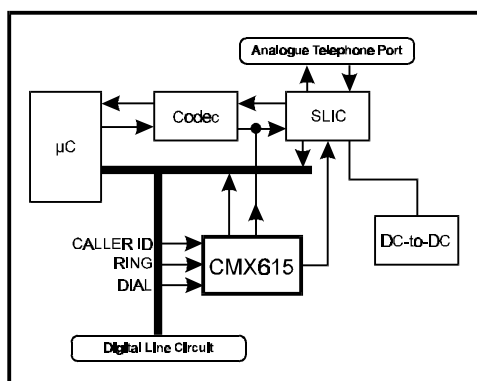 Analogue Telephone Port
µC
Codec
SLIC
CALLER ID
RING
DIAL
CMX615
DC-to-DC
Digital Line Circuit